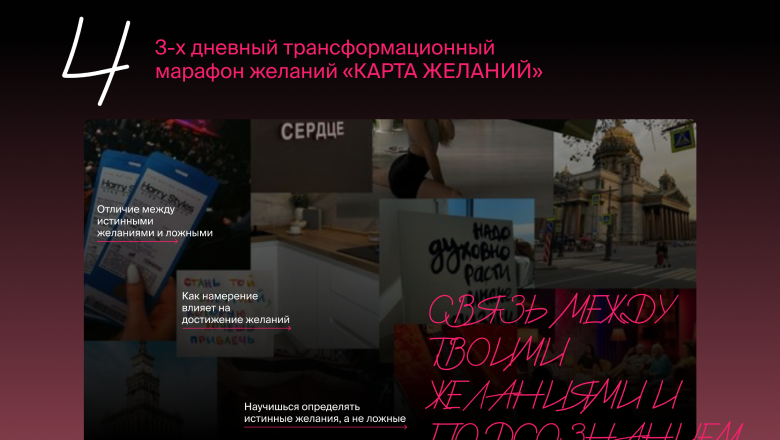 4
3-х дневный трансформационный
марафон желаний «КАРТА ЖЕЛАНИЙ»
СЕРДЦЕ
Harry Styles
Harry Styles
Отличие между
истинными
желаниями и ложными
НАДО
духовно
расти
СТАНЬ ТОЙ
Как намерение
влияет на
достижение желаний
ПРИВЛЕЧЬ
СВЯЗЬ МЕЖДУ
ТВОИМИ
ЖЕЛАНИЯМИ И
ПОДСОЗНАНИЕМ
Научишься определять
истинные желания, а не ложные